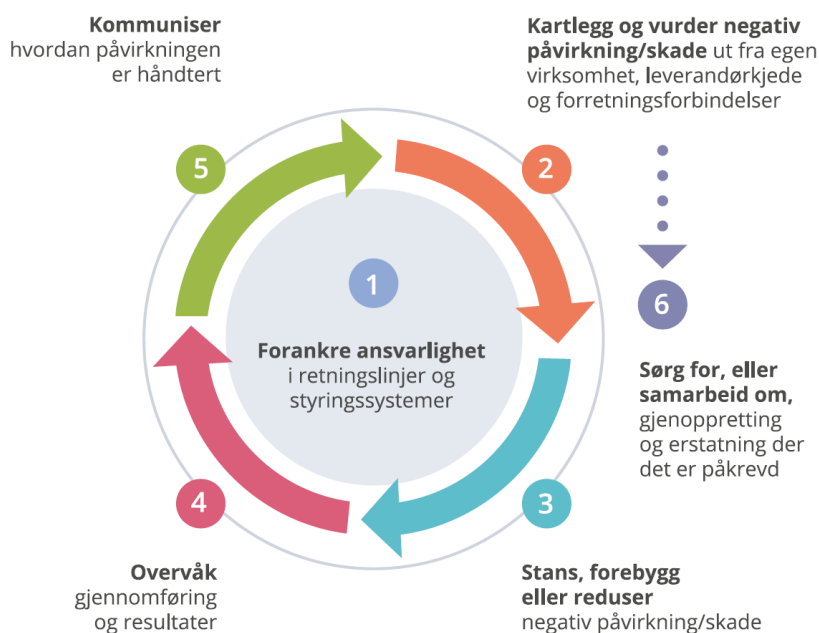 Kommuniser
hvordan påvirkningen
er håndtert
5
Kartlegg og vurder negativ
påvirkning/skade ut fra egen
virksomhet, leverandørkjede
og forretningsforbindelser
2
1
Forankre ansvarlighet
i retningslinjer og
styringssystemer
6
Sørg for, eller
samarbeid om,
gjenoppretting
og erstatning der
det er påkrevd
4
Overvåk
gjennomføring
og resultater
3
Stans, forebygg
eller reduser
negativ påvirkning/skade